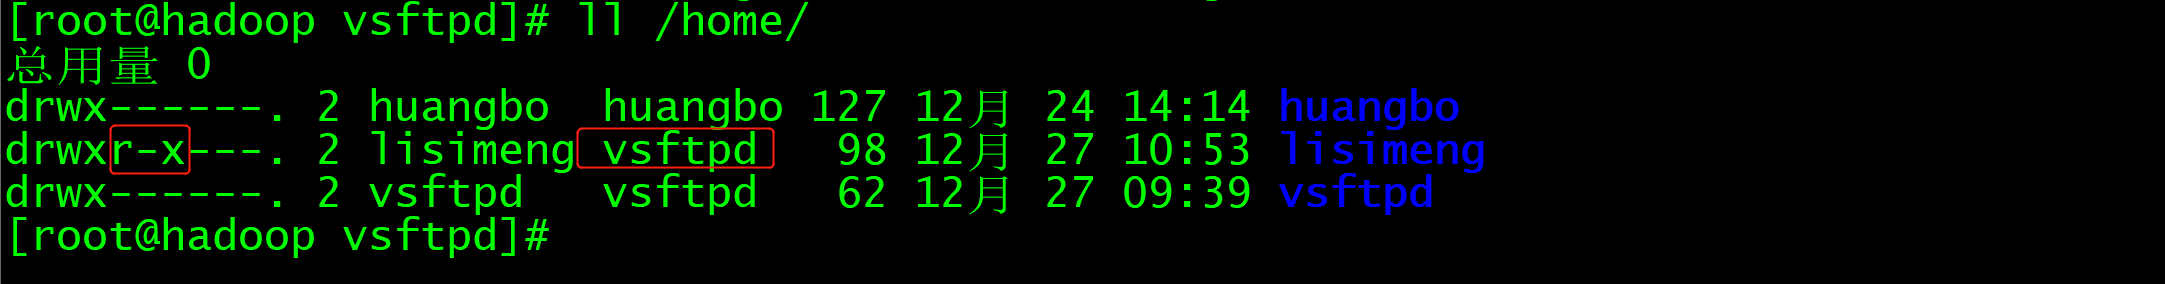 [root@hadoop vsftpd]# ll /home/
总用量 0
drwx------. 2 huangbo  huangbo 127 12月 24 14:14 huangbo
drwxr-x---. 2 lisimeng vsftpd   98 12月 27 10:53 lisimeng
drwx------. 2 vsftpd   vsftpd   62 12月 27 09:39 vsftpd
[root@hadoop vsftpd]#